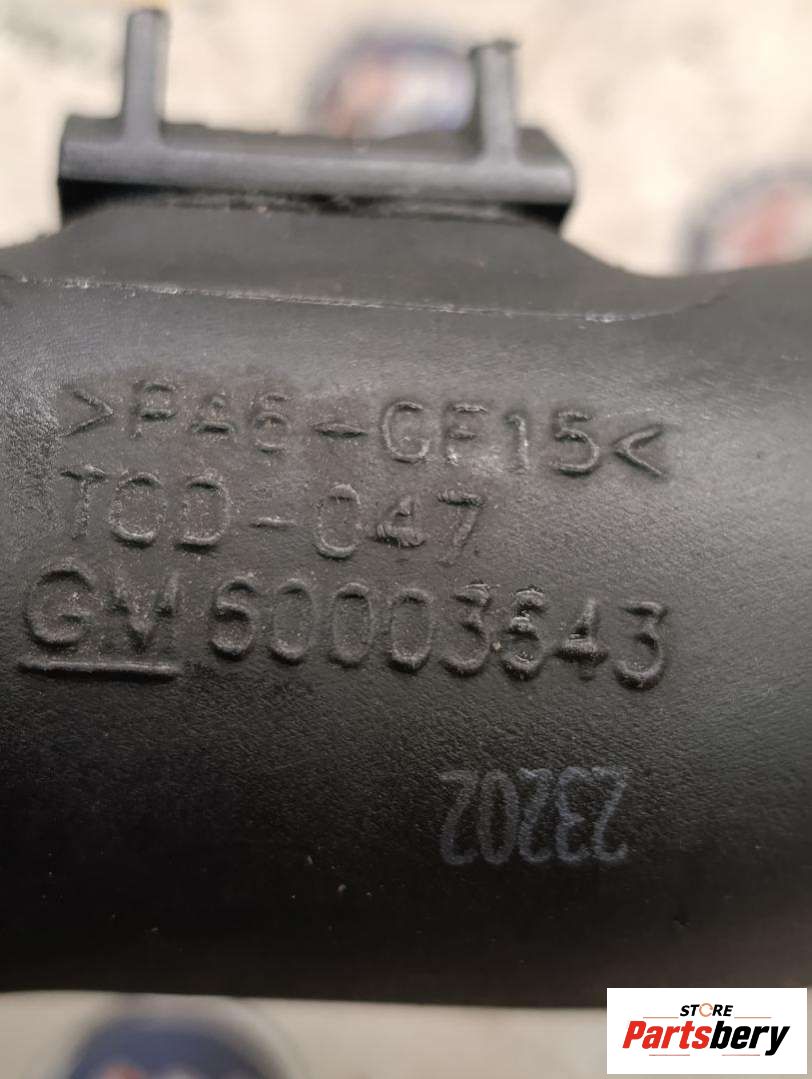 >PA6-GF15<
TOD-047
GM 60003643
23202
STORE
Partsbery